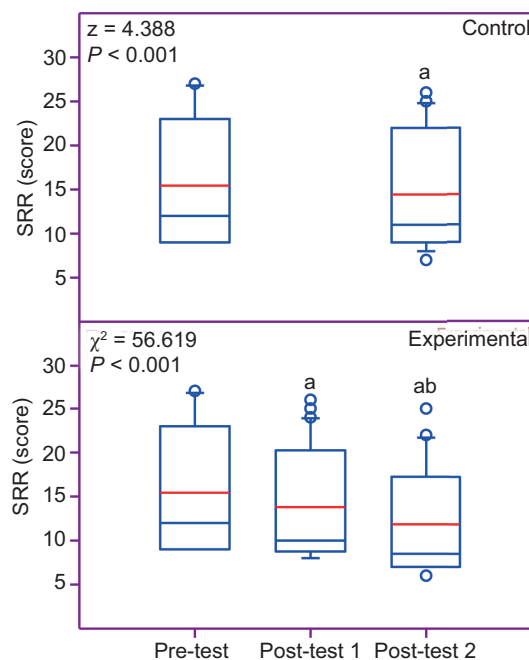 z = 4.388
Control
P < 0.001
a
30
25
20
15
10
5
SRR (score)
χ² = 56.619
Experimental
P < 0.001
a
ab
30
25
20
15
10
5
SRR (score)
Pre-test Post-test 1 Post-test 2